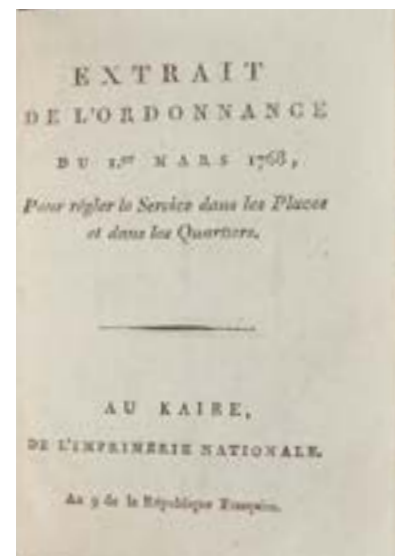 EXTRAIT
DE L'ORDONNANCE
DU 1.er MARS 1768,
Pour régler le Service dans les Places
et dans les Quartiers.
AU KAIRE,
DE L'IMPRIMERIE NATIONALE.
An 9 de la République Française.